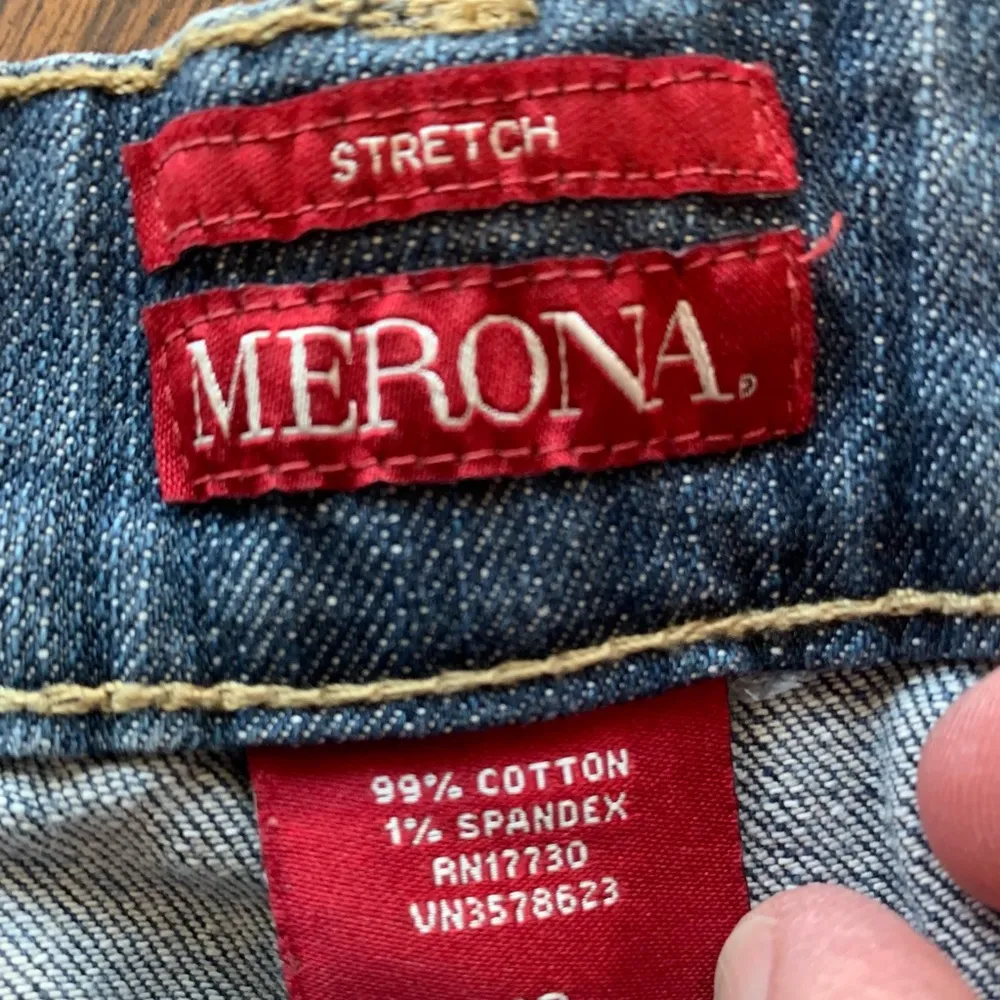 STRETCH
MERONA®
99% COTTON
1% SPANDEX
RN17730
VN3578623